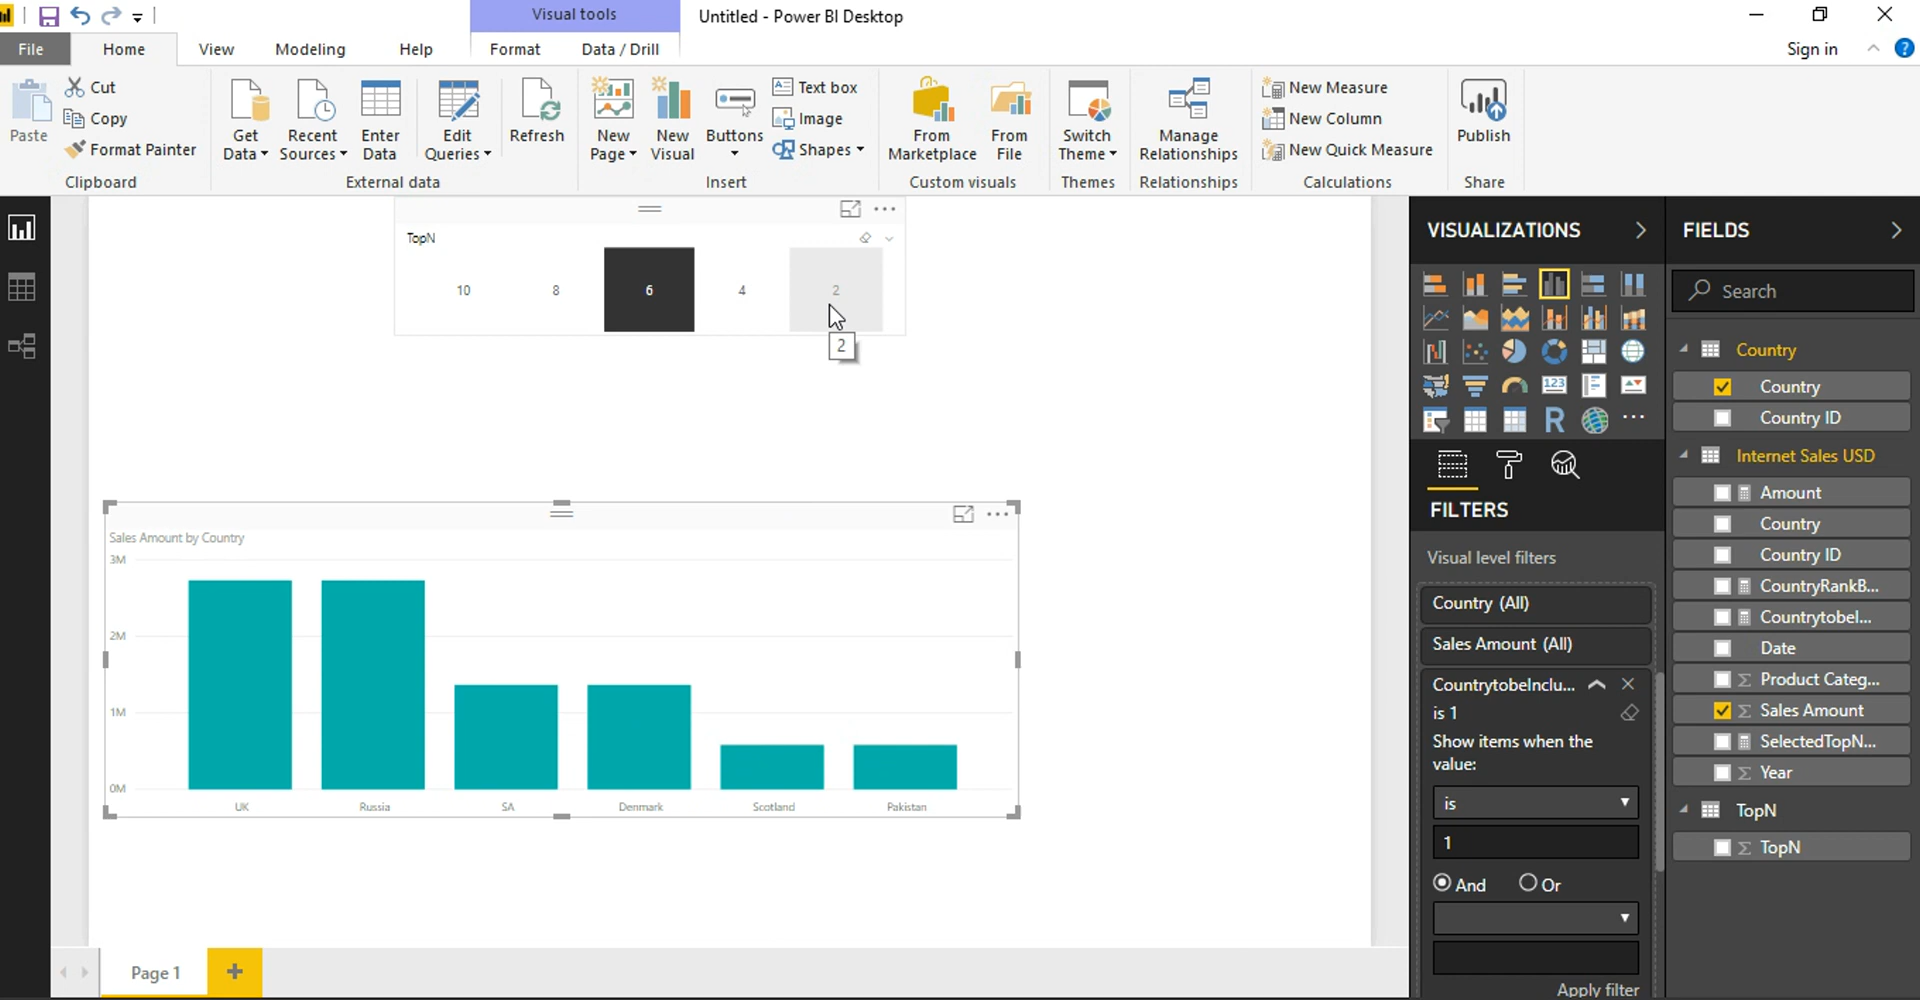 Visual tools
Untitled - Power BI Desktop
File
Home
View
Modeling
Help
Format
Data / Drill
Sign in
?
Paste
Cut
Copy
Format Painter
Clipboard
Get Data
Recent Sources
Enter Data
Edit Queries
Refresh
External data
New Page
New Visual
Buttons
Text box
Image
Shapes
Insert
From Marketplace
From File
Custom visuals
Switch Theme
Themes
Manage Relationships
Relationships
New Measure
New Column
New Quick Measure
Calculations
Publish
Share
TopN
10
8
6
4
2
2
Sales Amount by Country
3M
2M
1M
0M
UK
Russia
SA
Denmark
Scotland
Pakistan
Page 1
VISUALIZATIONS
123
R
FILTERS
Visual level filters
Country (All)
Sales Amount (All)
CountrytobeInclu...
is 1
Show items when the
value:
is
1
And
Or
Apply filter
FIELDS
Search
Country
Country
Country ID
Internet Sales USD
Amount
Country
Country ID
CountryRankB...
Countrytobel...
Date
Product Categ...
Sales Amount
SelectedTopN...
Year
TopN
TopN